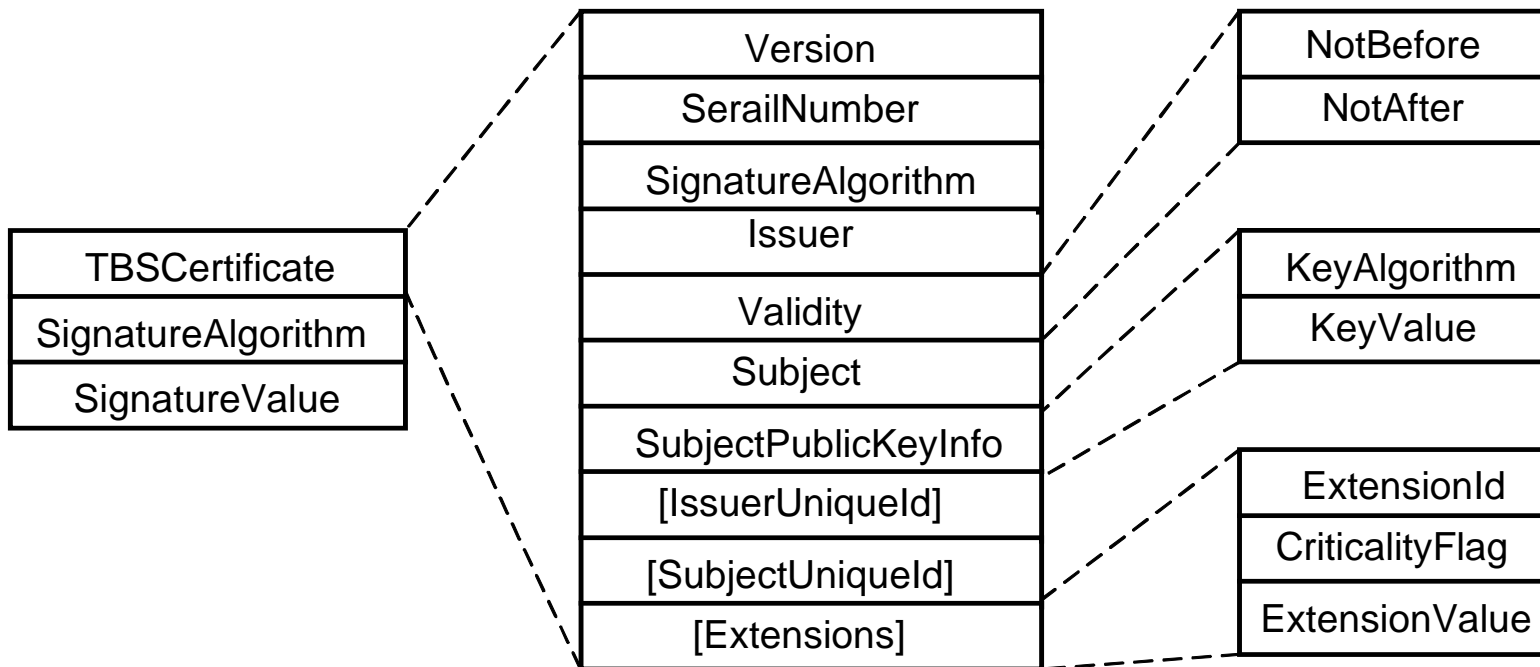 TBSCertificate
SignatureAlgorithm
SignatureValue
Version
SerailNumber
SignatureAlgorithm
Issuer
Validity
Subject
SubjectPublicKeyInfo
[IssuerUniqueId]
[SubjectUniqueId]
[Extensions]
NotBefore
NotAfter
KeyAlgorithm
KeyValue
ExtensionId
CriticalityFlag
ExtensionValue